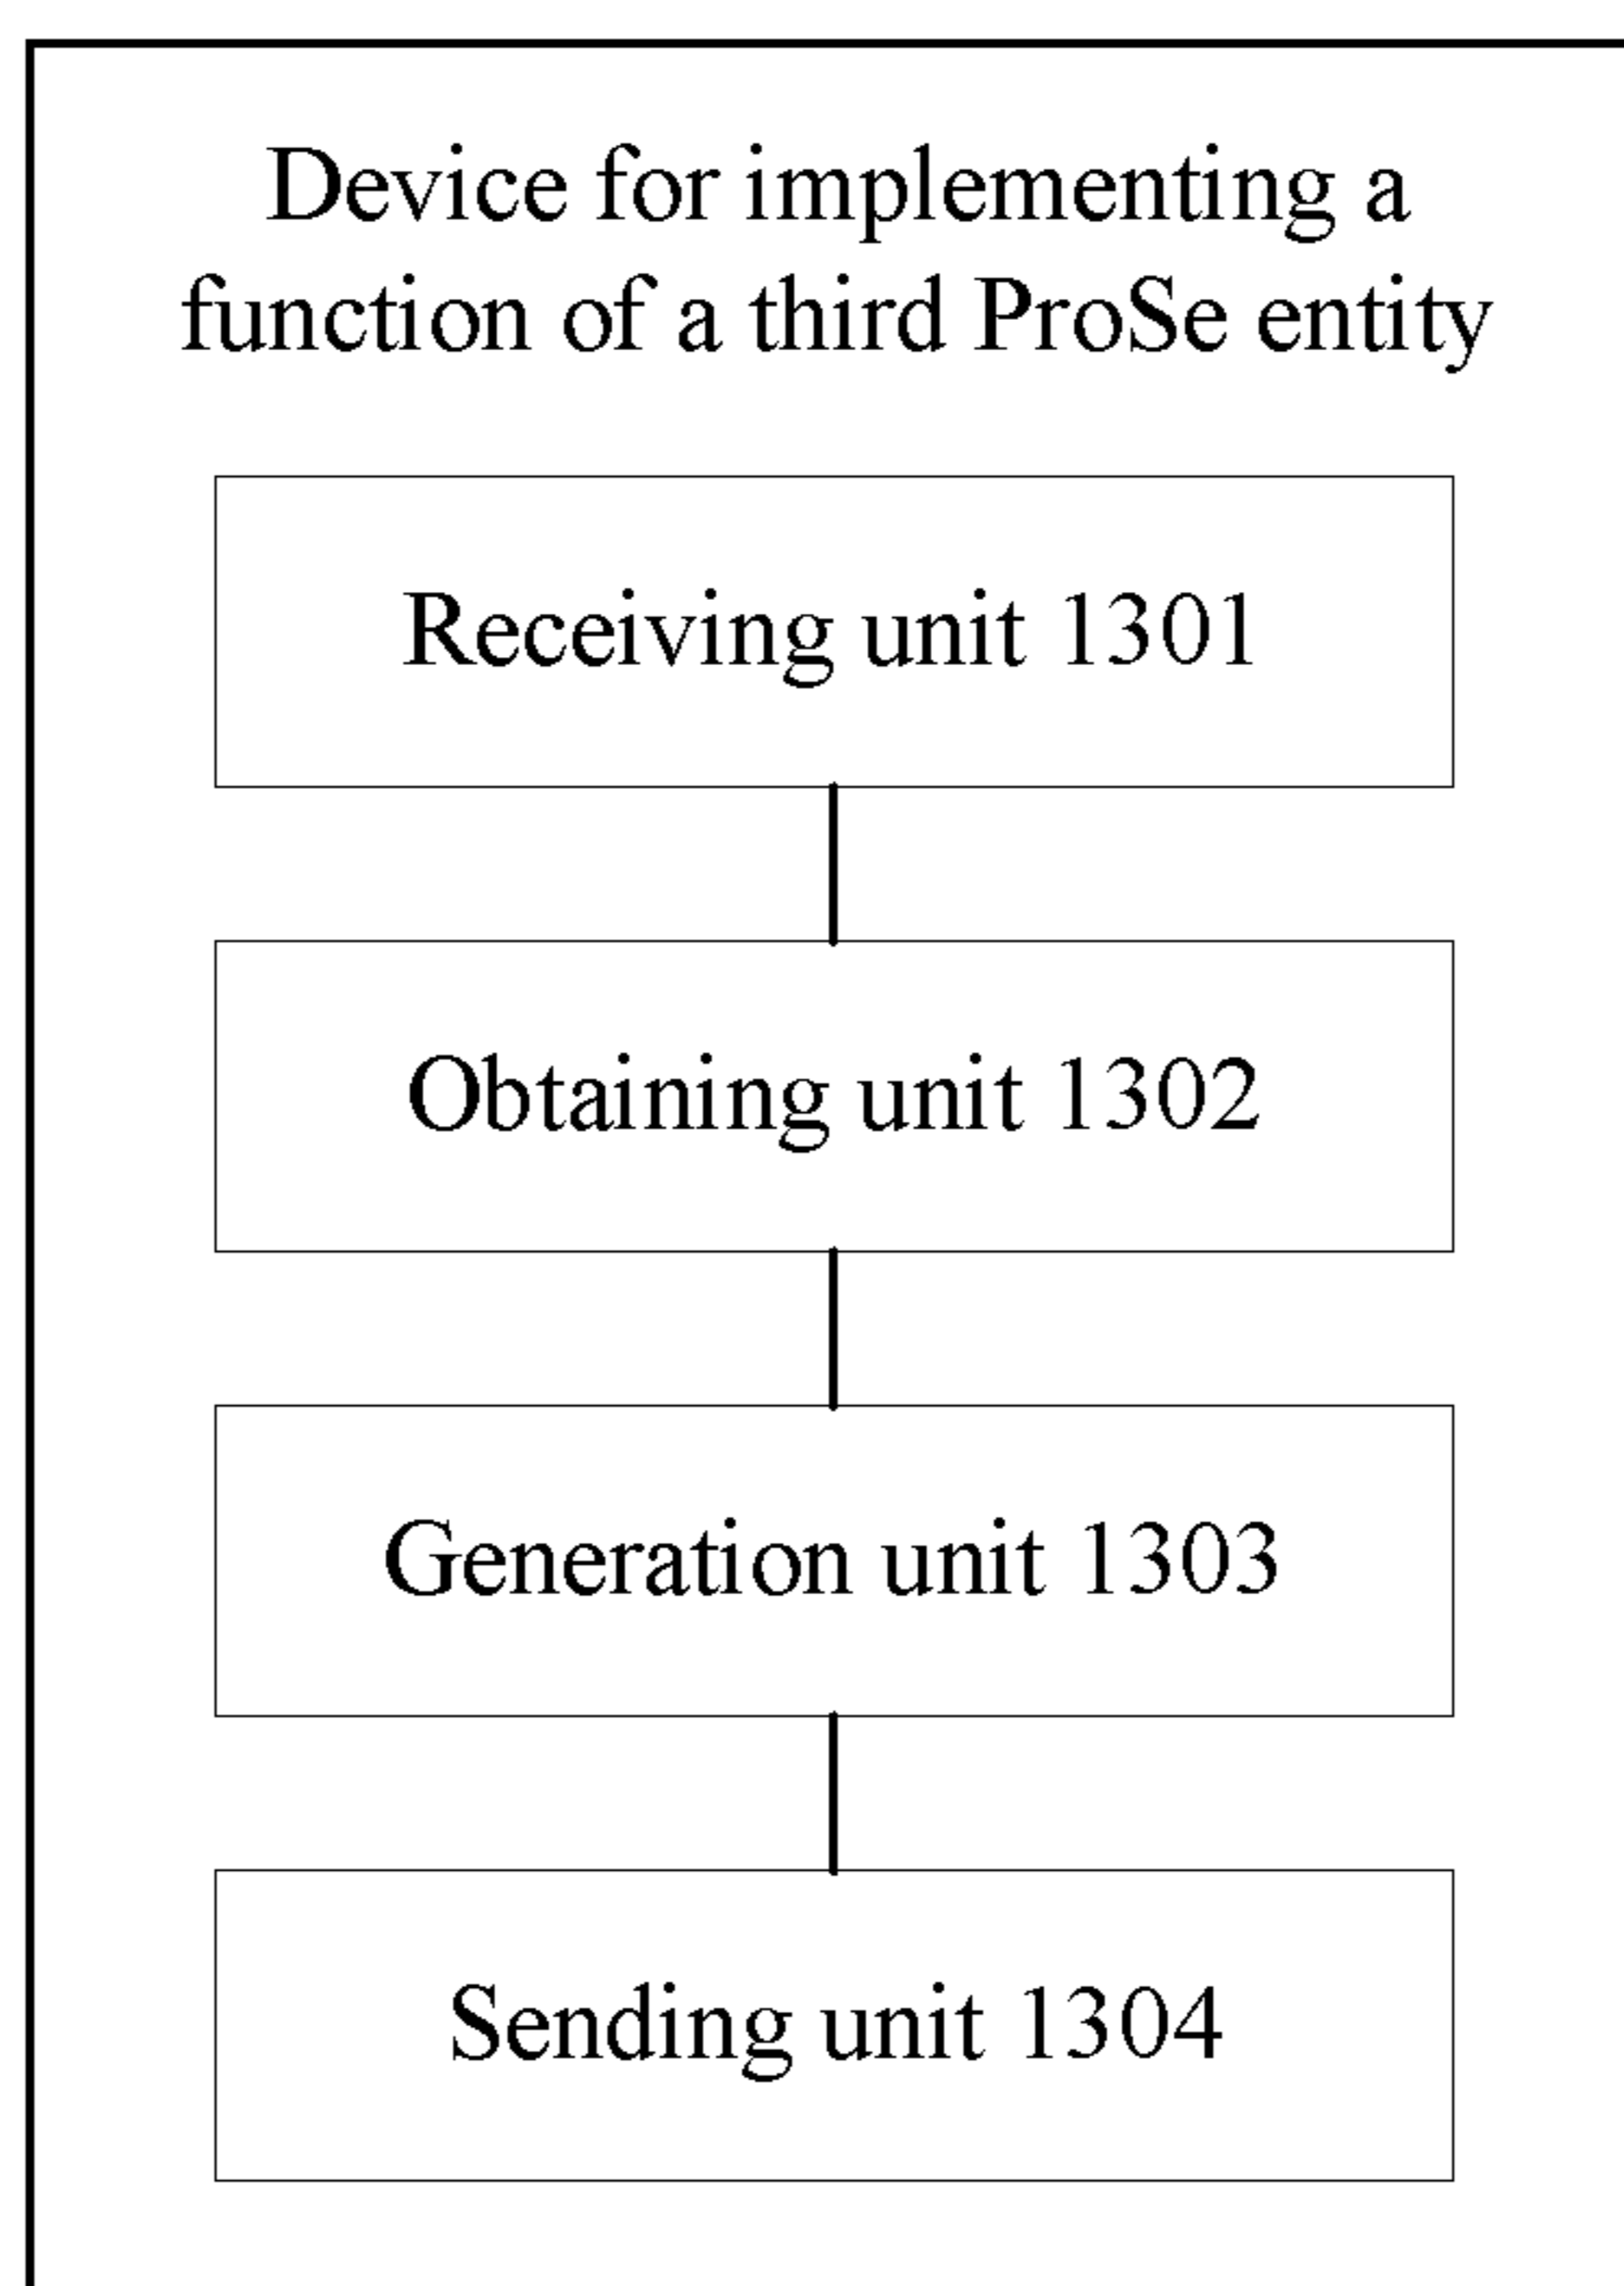 Device for implementing a
function of a third ProSe entity
Receiving unit 1301
Obtaining unit 1302
Generation unit 1303
Sending unit 1304